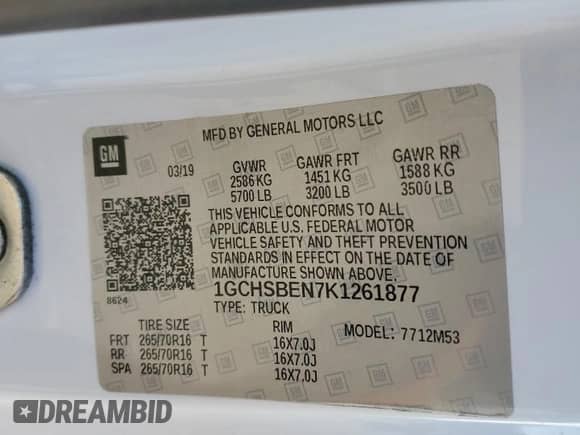 GM
MFD BY GENERAL MOTORS LLC
03/19
GVWR GAWR FRT GAWR RR
2586 KG 1451 KG 1588 KG
5700 LB 3200 LB 3500 LB
THIS VEHICLE CONFORMS TO ALL
APPLICABLE U.S. FEDERAL MOTOR
VEHICLE SAFETY AND THEFT PREVENTION
STANDARDS IN EFFECT ON THE DATE OF
MANUFACTURE SHOWN ABOVE.
8624
1GCHSBEN7K1261877
TYPE: TRUCK
TIRE SIZE RIM MODEL: 7712M53
FRT 265/70R16 T 16X7.0J
RR 265/70R16 T 16X7.0J
SPA 265/70R16 T 16X7.0J
DREAMBID